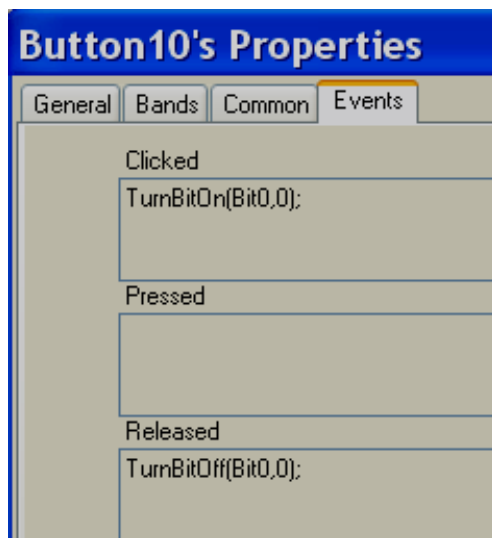 Button10's Properties
General Bands Common Events
Clicked
TurnBitOn(Bit0,0);
Pressed
Released
TurnBitOff(Bit0,0);